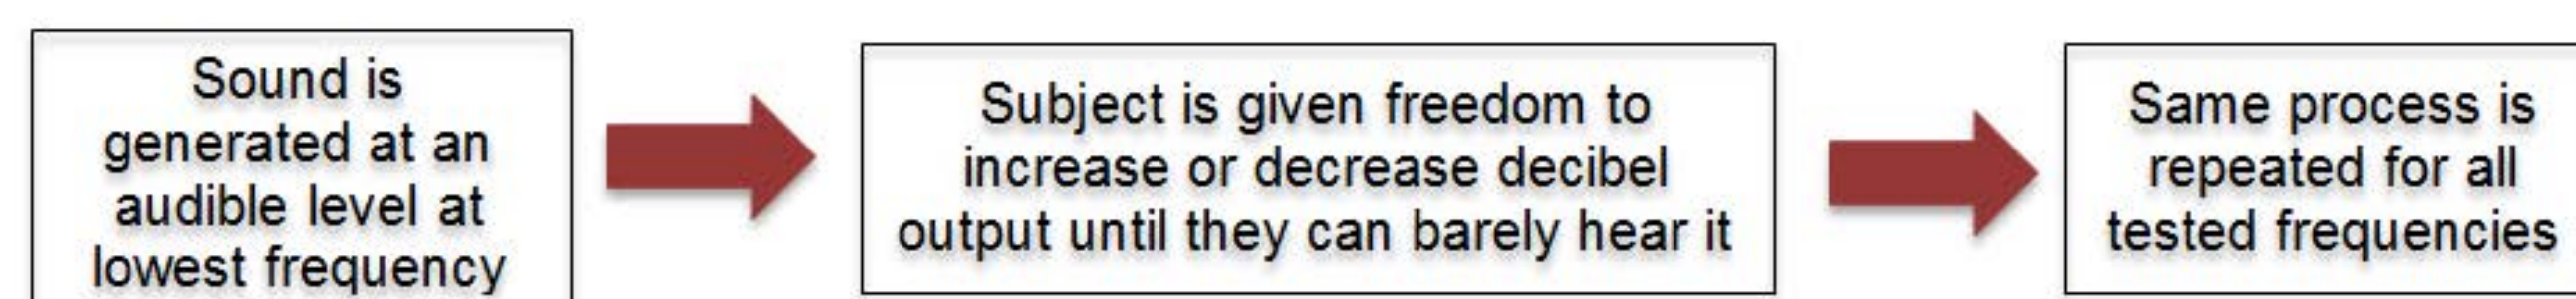 Sound is
generated at an
audible level at
lowest frequency
Subject is given freedom to
increase or decrease decibel
output until they can barely hear it
Same process is
repeated for all
tested frequencies